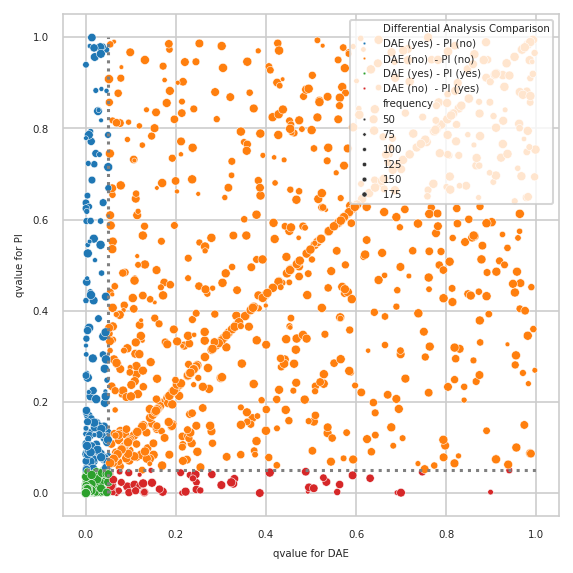 Differential Analysis Comparison
DAE (yes) - PI (no)
DAE (no)  - PI (no)
DAE (yes) - PI (yes)
DAE (no)  - PI (yes)
frequency
50
75
100
125
150
175
1.0
0.8
0.6
0.4
0.2
0.0
qvalue for PI
0.0 0.2 0.4 0.6 0.8 1.0
qvalue for DAE